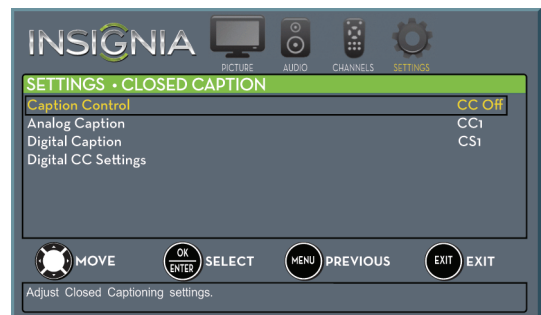 INSIGNIA
PICTURE AUDIO CHANNELS SETTINGS
SETTINGS • CLOSED CAPTION
Caption Control CC Off
Analog Caption CC1
Digital Caption CS1
Digital CC Settings
MOVE OK ENTER SELECT MENU PREVIOUS EXIT EXIT
Adjust Closed Captioning settings.